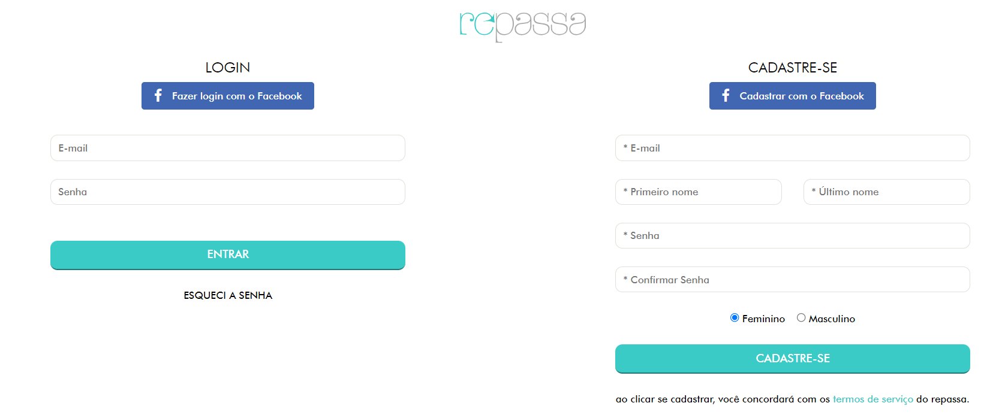 repassa
LOGIN
Fazer login com o Facebook
E-mail
Senha
ENTRAR
ESQUECI A SENHA
CADASTRE-SE
Cadastrar com o Facebook
* E-mail
* Primeiro nome
* Último nome
* Senha
* Confirmar Senha
Feminino Masculino
CADASTRE-SE
ao clicar se cadastrar, você concordará com os termos de serviço do repassa.